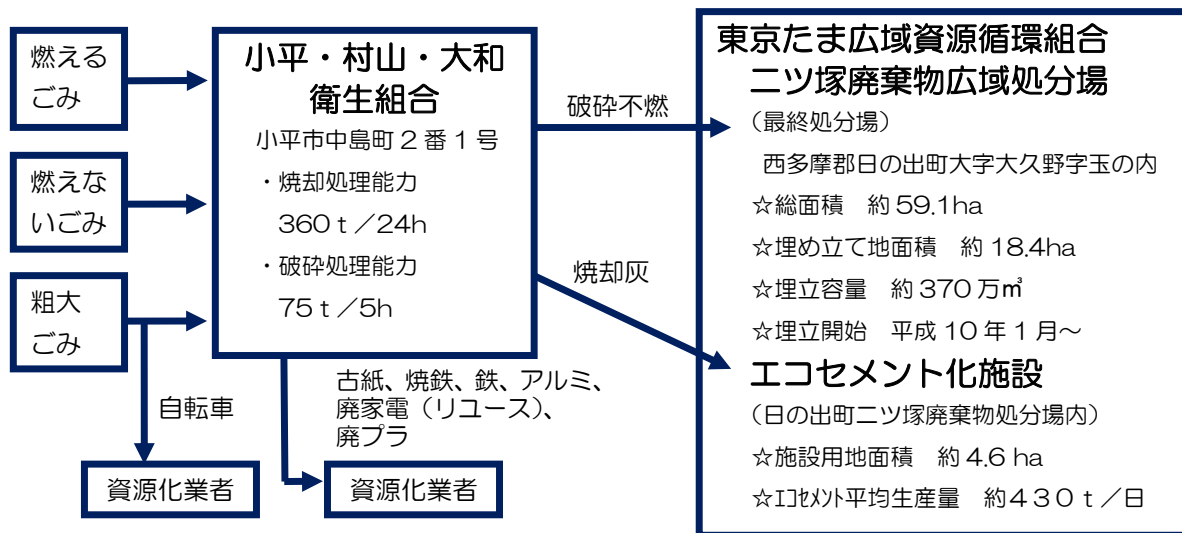 燃える
ごみ
燃えな
いごみ
粗大
ごみ
自転車
資源化業者
小平・村山・大和
衛生組合
小平市中島町２番１号
・焼却処理能力
360ｔ／24h
・破砕処理能力
75ｔ／5h
古紙、焼鉄、鉄、アルミ、
廃家電（リユース）、
廃プラ
資源化業者
破砕不燃
焼却灰
東京たま広域資源循環組合
二ツ塚廃棄物広域処分場
（最終処分場）
西多摩郡日の出町大字大久野字玉の内
☆総面積　約59.1ha
☆埋め立て地面積　約18.4ha
☆埋立容量　約370万㎥
☆埋立開始　平成10年1月～
エコセメント化施設
（日の出町二ツ塚廃棄物処分場内）
☆施設用地面積　約4.6 ha
☆ｴｺｾﾒﾝﾄ平均生産量　約４３０ｔ／日